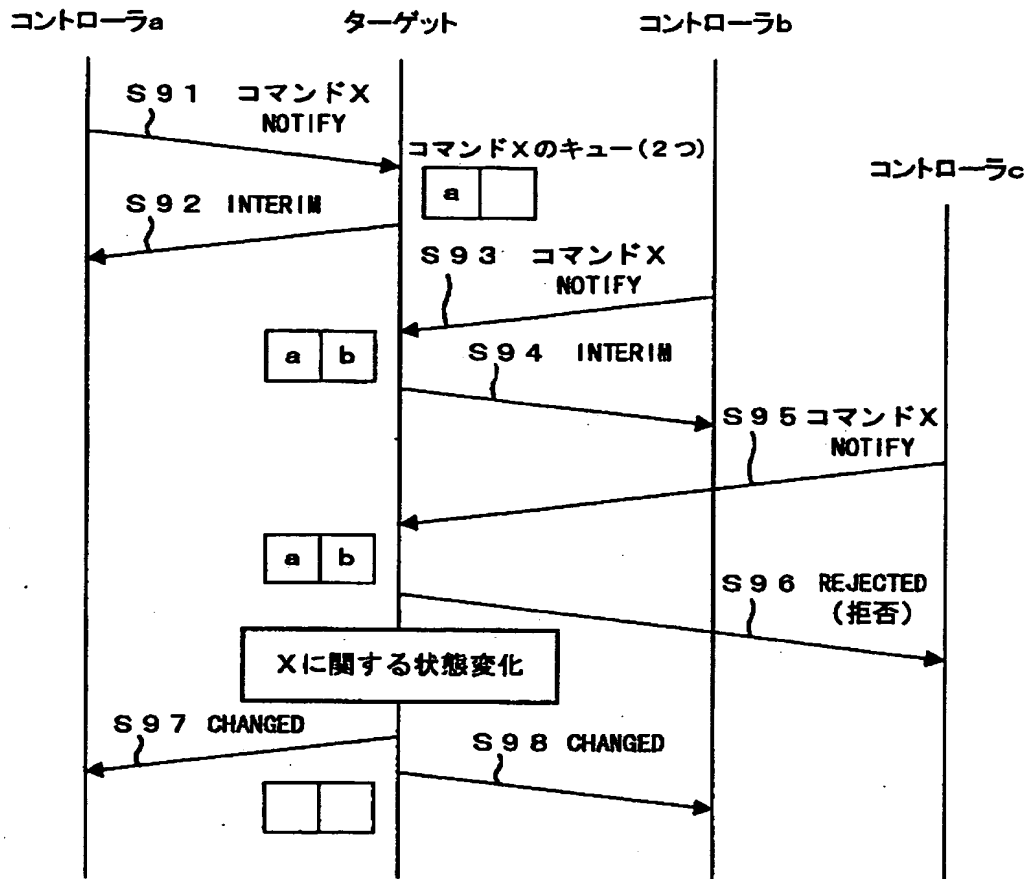 コントローラa ターゲット コントローラb
S91 コマンドX
NOTIFY
コマンドXのキュー(2つ)
コントローラc
a
S92 INTERIM
S93 コマンドX
NOTIFY
a b
S94 INTERIM
S95 コマンドX
NOTIFY
a b
S96 REJECTED
(拒否)
Xに関する状態変化
S97 CHANGED
S98 CHANGED